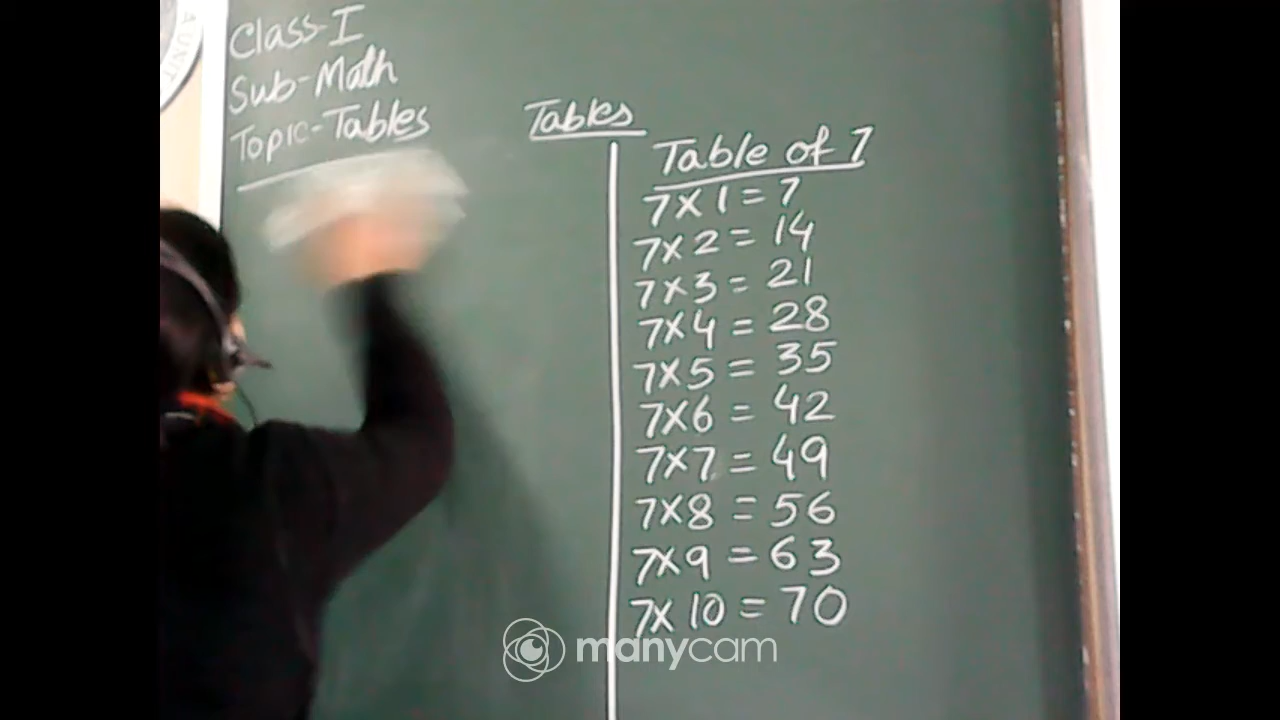 A UNIT
Class-I
Sub-Math
Topic-Tables
Tables
Table of 7
7x1=7
7x2=14
7x3=21
7x4=28
7x5=35
7x6=42
7x7=49
7x8=56
7x9=63
7x10=70
manycam